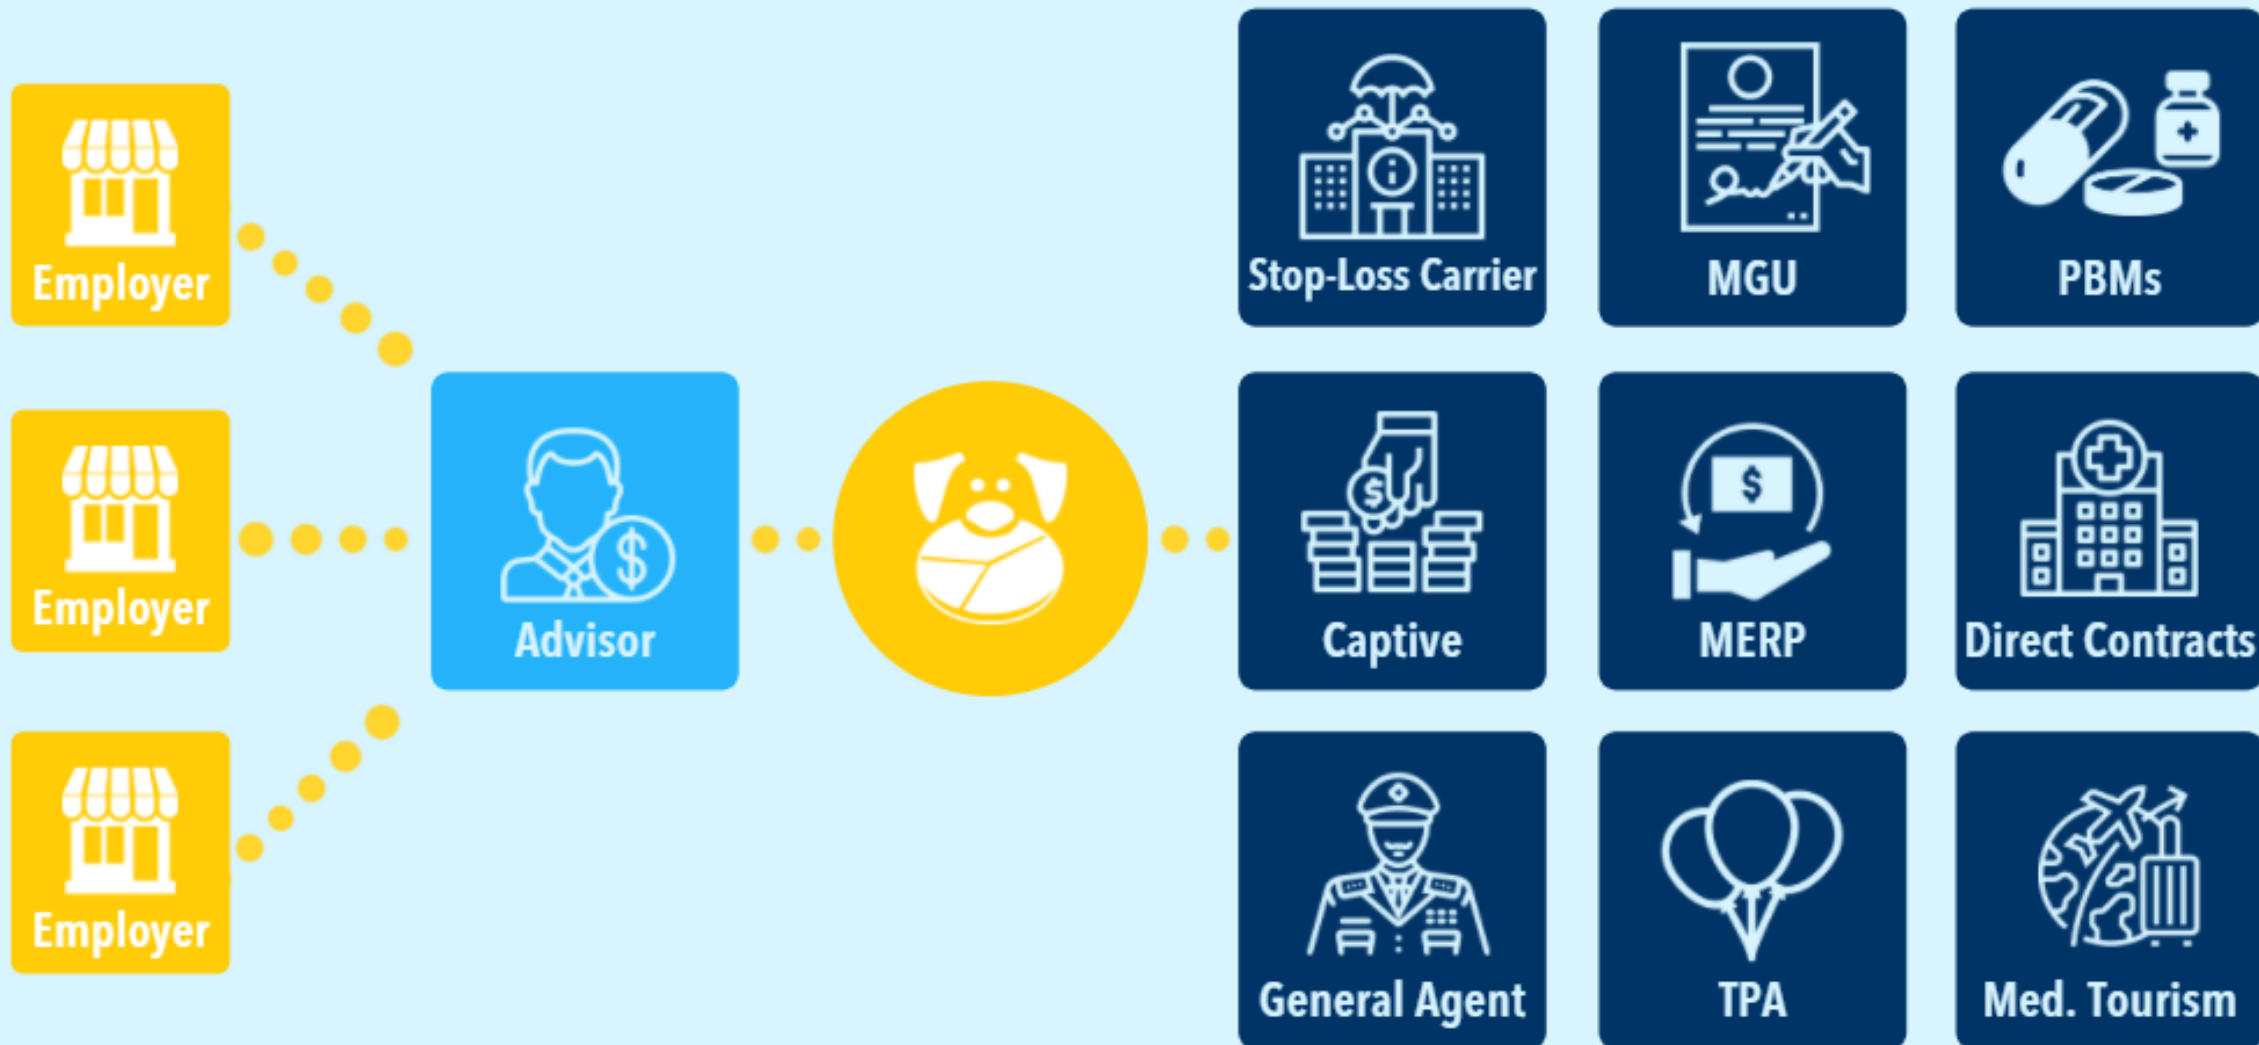 Employer
Employer
Employer
Advisor
$
Stop-Loss Carrier
MGU
PBMs
$
Captive
$
MERP
Direct Contracts
General Agent
TPA
Med. Tourism